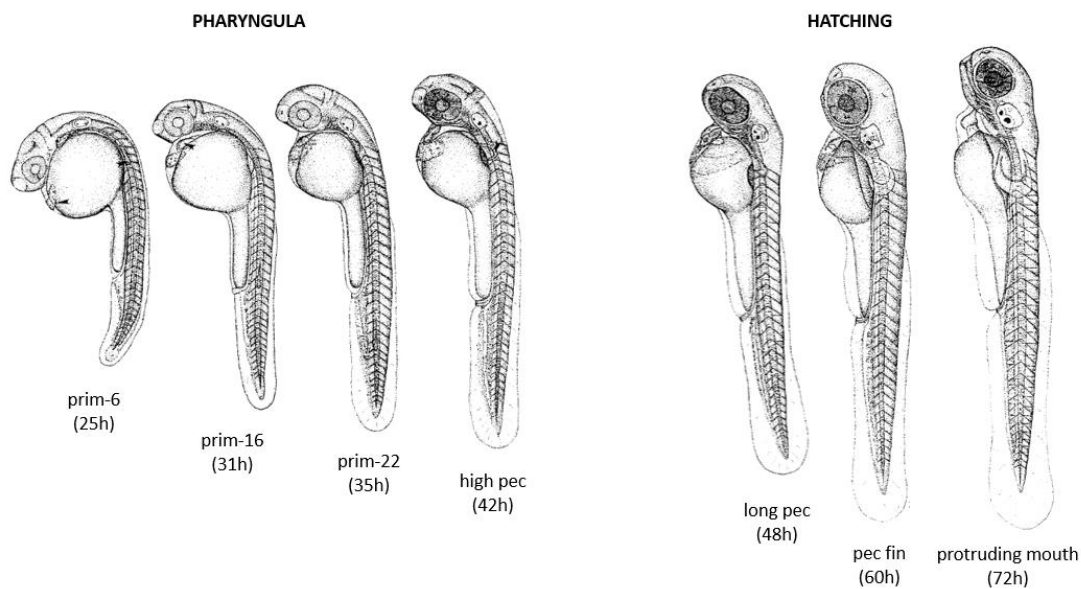 PHARYNGULA
HATCHING
prim-6
(25h)
prim-16
(31h)
prim-22
(35h)
high pec
(42h)
long pec
(48h)
pec fin
(60h)
protruding mouth
(72h)